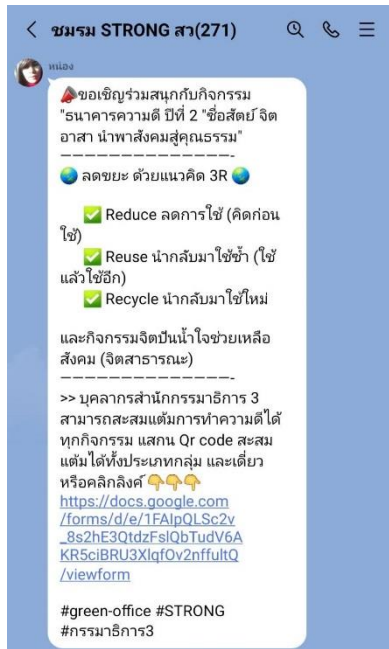 ชมรม STRONG สว(271)
หน่อง
📣ขอเชิญร่วมสนุกกับกิจกรรม
"ธนาคารความดี ปีที่ 2 "ซื่อสัตย์ จิต
อาสา นำพาสังคมสู่คุณธรรม"
——————————————-
🌏 ลดขยะ ด้วยแนวคิด 3R 🌏
✅ Reduce ลดการใช้ (คิดก่อน
ใช้)
✅ Reuse นำกลับมาใช้ซ้ำ (ใช้
แล้วใช้อีก)
✅ Recycle นำกลับมาใช้ใหม่
และกิจกรรมจิตปันน้ำใจช่วยเหลือ
สังคม (จิตสาธารณะ)
——————————————-
>> บุคลากรสำนักกรรมาธิการ 3
สามารถสะสมแต้มการทำความดีได้
ทุกกิจกรรม แสกน Qr code สะสม
แต้มได้ทั้งประเภทกลุ่ม และเดี่ยว
หรือคลิกลิงค์ 👇👇👇
https://docs.google.com
/forms/d/e/1FAIpQLSc2v
_8s2hE3QtdzFslQbTudV6A
KR5ciBRU3XlqfOv2nffultQ
/viewform
#green-office #STRONG
#กรรมาธิการ3